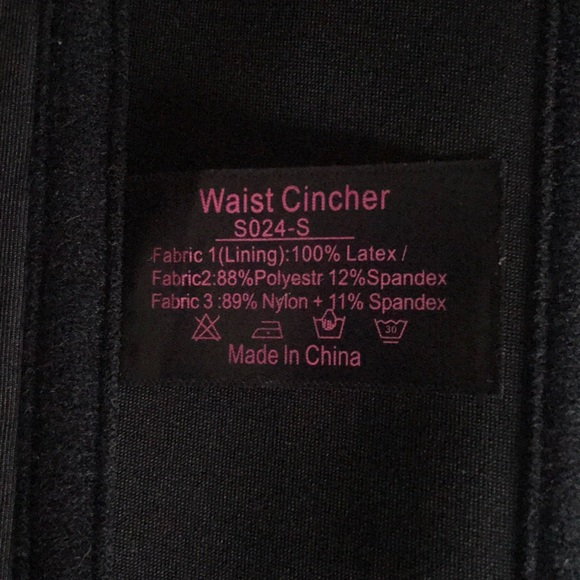 Waist Cincher
S024-S
Fabric 1(Lining):100% Latex /
Fabric2:88%Polyestr 12%Spandex
Fabric 3 :89% Nylon + 11% Spandex
30
Made In China